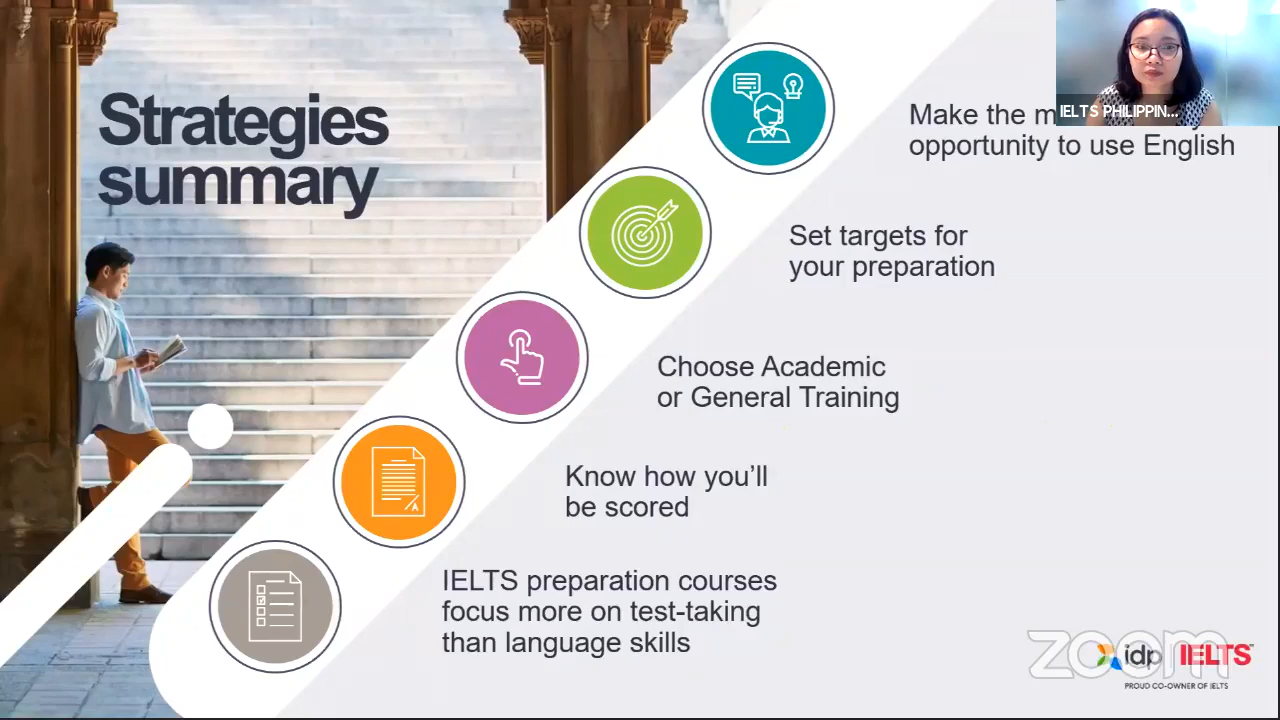 Strategies
summary
IELTS PHILIPPIN...
Make the m
opportunity to use English
Set targets for
your preparation
Choose Academic
or General Training
Know how you'll
be scored
A
IELTS preparation courses
focus more on test-taking
than language skills
zoom
idp IELTS
PROUD CO-OWNER OF IELTS